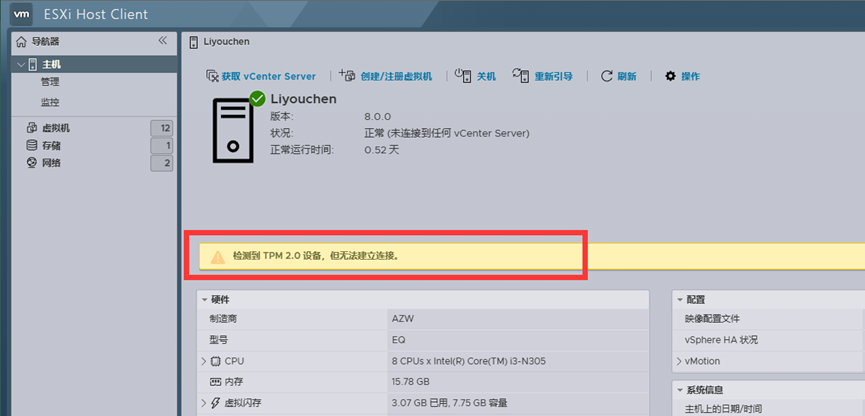 vm ESXi Host Client
导航器
主机
管理
监控
虚拟机 12
存储 1
网络 2
Liyouchen
获取 vCenter Server 创建/注册虚拟机 关机 重新引导 刷新 操作
Liyouchen
版本: 8.0.0
状况: 正常 (未连接到任何 vCenter Server)
正常运行时间: 0.52 天
检测到 TPM 2.0 设备，但无法建立连接。
硬件
制造商 AZW
型号 EQ
CPU 8 CPUs x Intel(R) Core(TM) i3-N305
内存 15.78 GB
虚拟闪存 3.07 GB 已用, 7.75 GB 容量
配置
映像配置文件
vSphere HA 状况
vMotion
系统信息
主机上的日期/时间